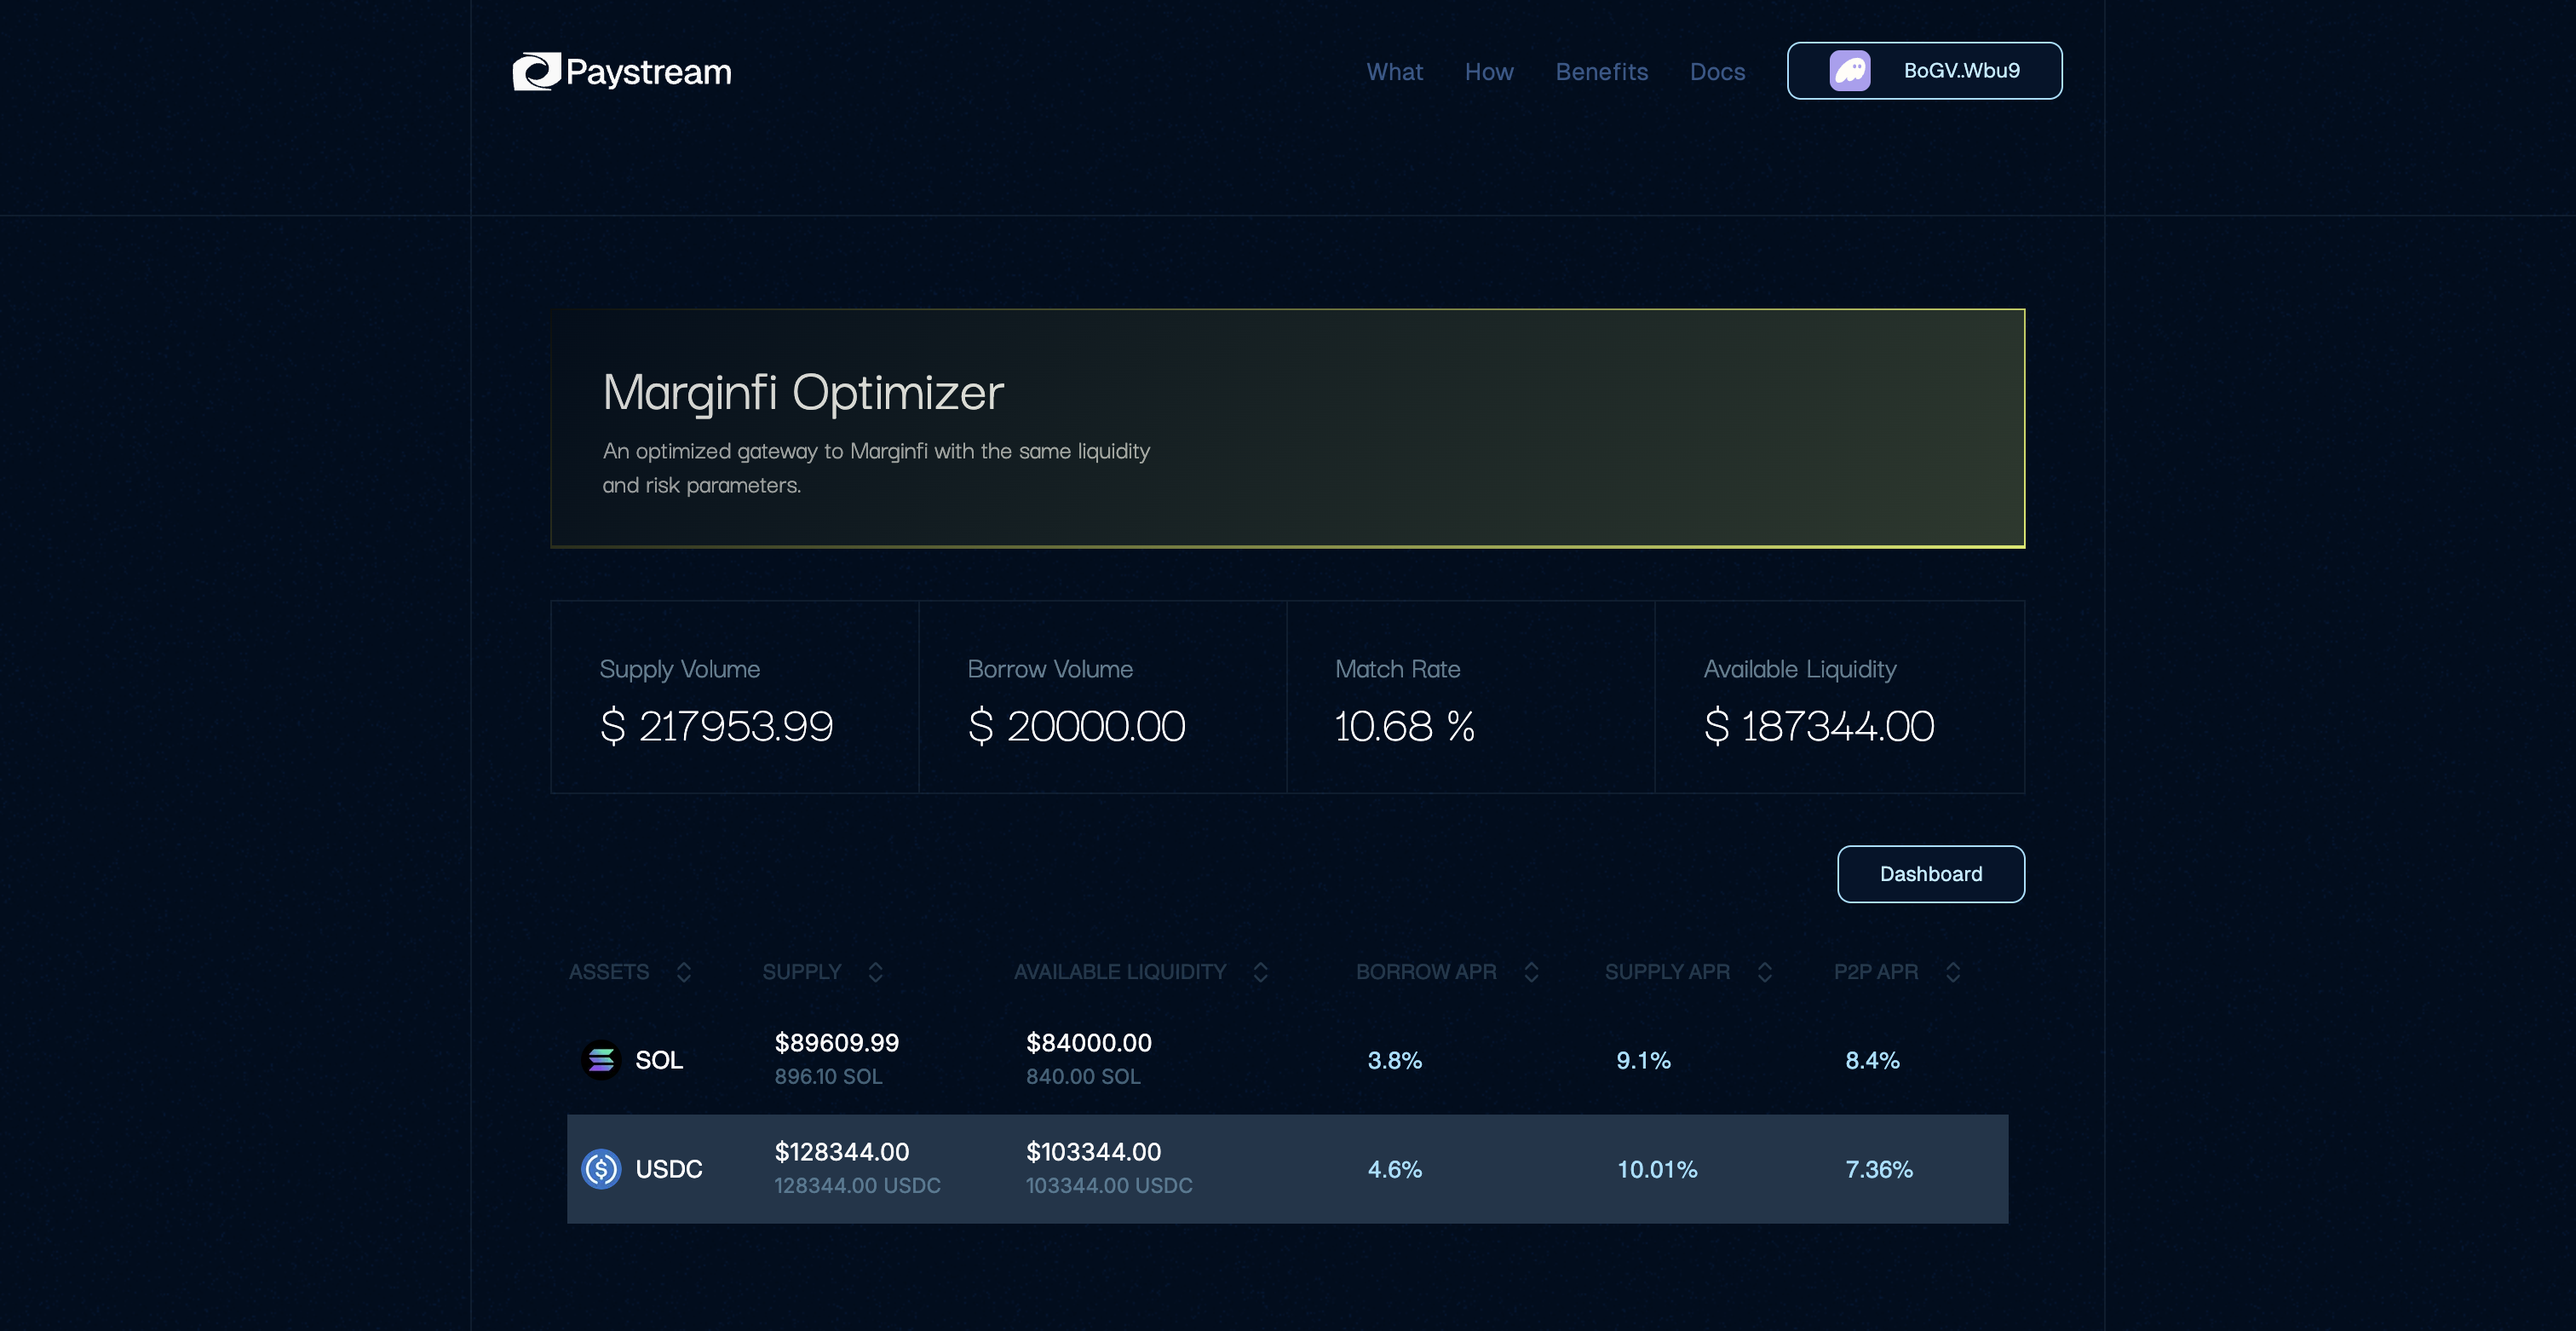 Paystream
What How Benefits Docs BoGV..Wbu9
Marginfi Optimizer
An optimized gateway to Marginfi with the same liquidity
and risk parameters.
Supply Volume Borrow Volume Match Rate Available Liquidity
$ 217953.99 $ 20000.00 10.68 % $ 187344.00
Dashboard
ASSETS SUPPLY AVAILABLE LIQUIDITY BORROW APR SUPPLY APR P2P APR
$89609.99 $84000.00
SOL 3.8% 9.1% 8.4%
896.10 SOL 840.00 SOL
$128344.00 $103344.00
USDC 4.6% 10.01% 7.36%
128344.00 USDC 103344.00 USDC